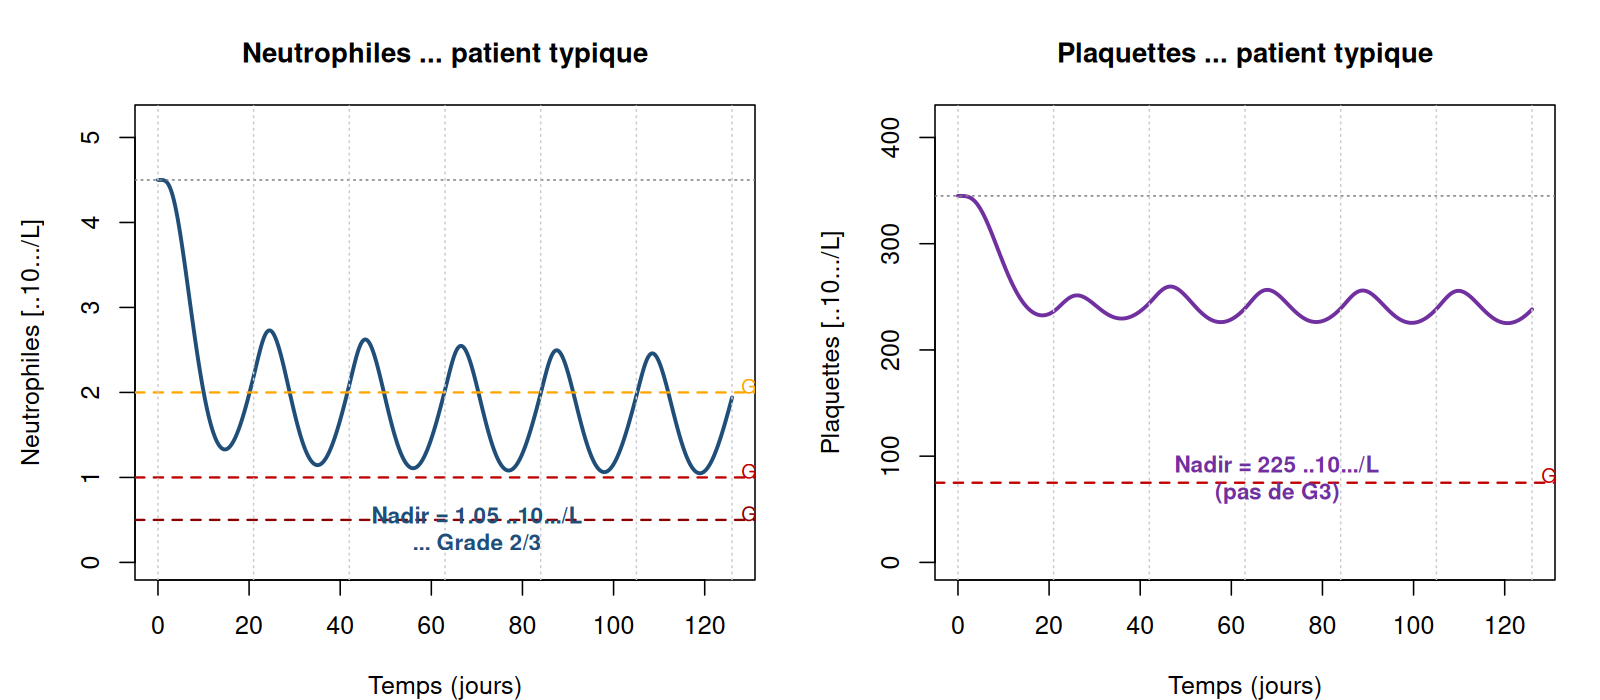 Neutrophiles ... patient typique
Neutrophiles [..10.../L]
5
4
3
2
1
0
G
G
G
Nadir = 1.05 ..10.../L
... Grade 2/3
0 20 40 60 80 100 120
Temps (jours)
Plaquettes ... patient typique
Plaquettes [..10.../L]
400
300
200
100
0
G
Nadir = 225 ..10.../L
(pas de G3)
0 20 40 60 80 100 120
Temps (jours)